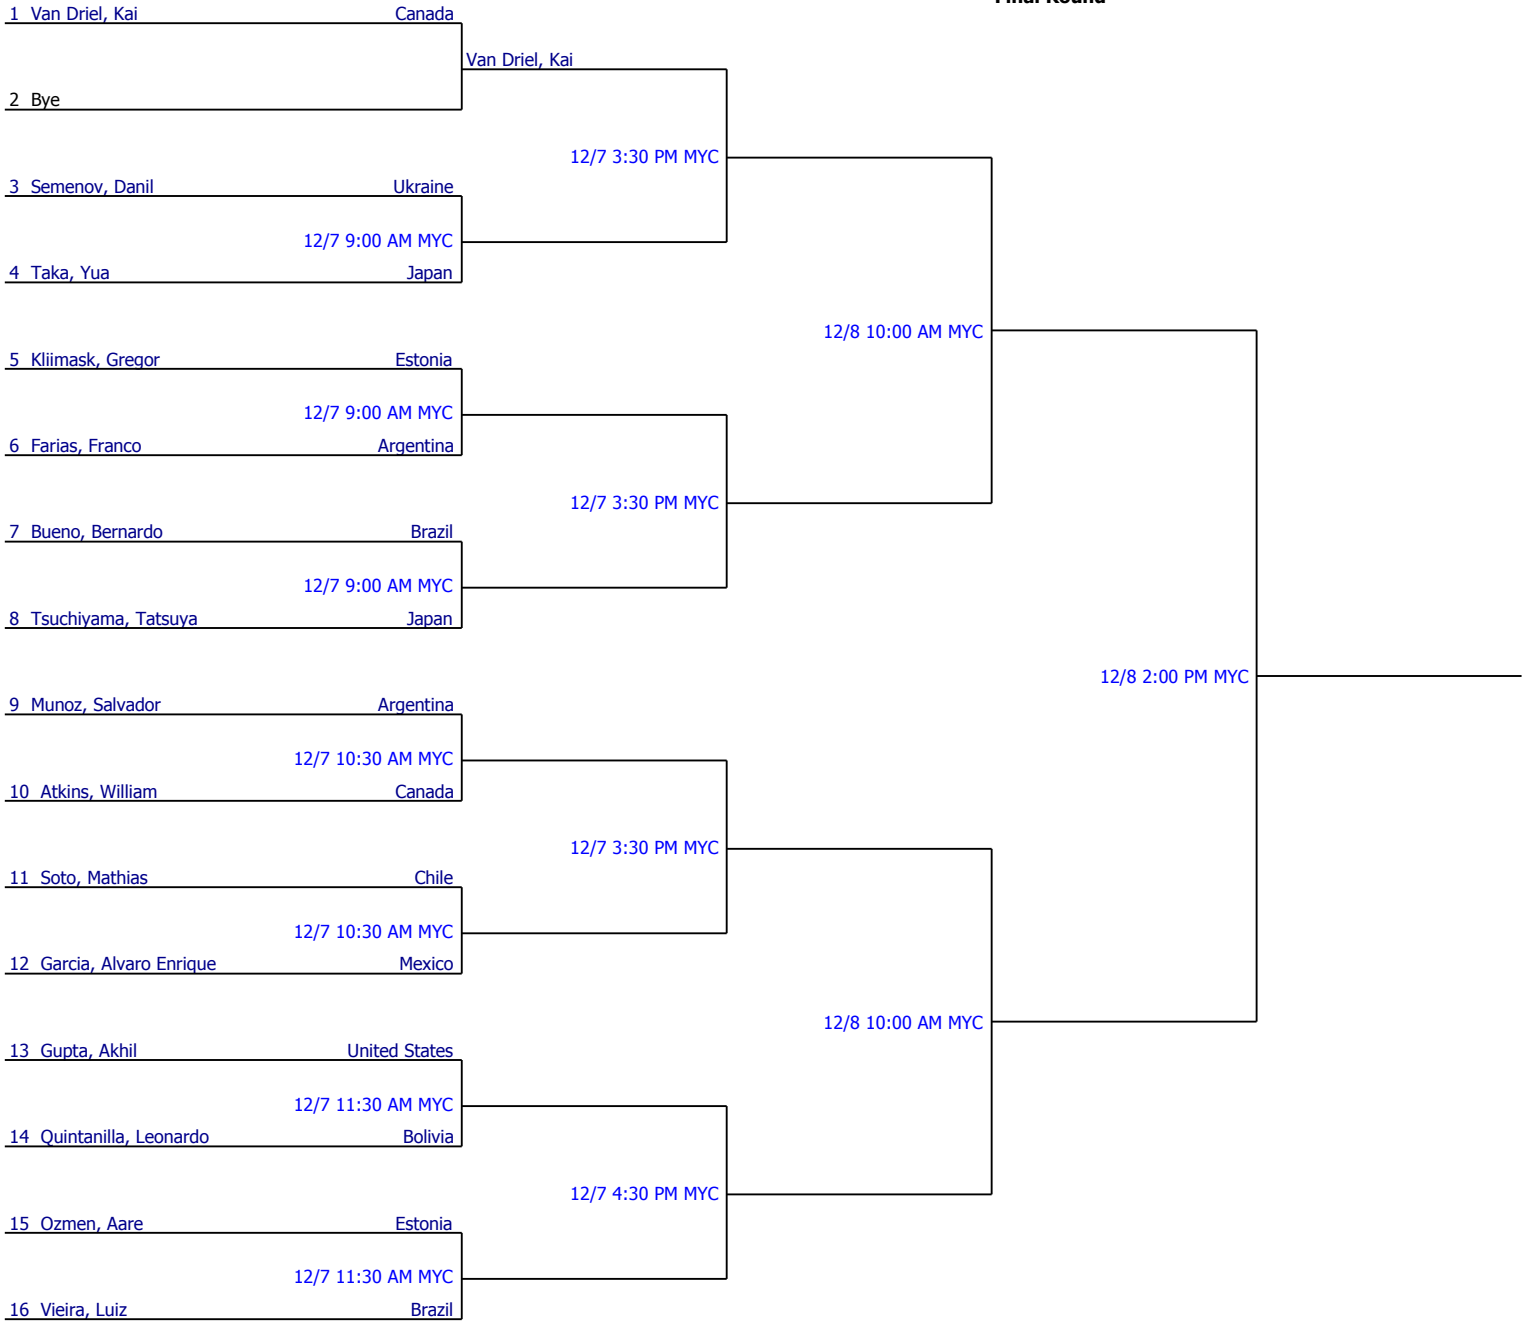 Final Round
1 Van Driel, Kai Canada
Van Driel, Kai
2 Bye
12/7 3:30 PM MYC
3 Semenov, Danil Ukraine
12/7 9:00 AM MYC
4 Taka, Yua Japan
12/8 10:00 AM MYC
5 Kliimask, Gregor Estonia
12/7 9:00 AM MYC
6 Farias, Franco Argentina
12/7 3:30 PM MYC
7 Bueno, Bernardo Brazil
12/7 9:00 AM MYC
8 Tsuchiyama, Tatsuya Japan
12/8 2:00 PM MYC
9 Munoz, Salvador Argentina
12/7 10:30 AM MYC
10 Atkins, William Canada
12/7 3:30 PM MYC
11 Soto, Mathias Chile
12/7 10:30 AM MYC
12 Garcia, Alvaro Enrique Mexico
12/8 10:00 AM MYC
13 Gupta, Akhil United States
12/7 11:30 AM MYC
14 Quintanilla, Leonardo Bolivia
12/7 4:30 PM MYC
15 Ozmen, Aare Estonia
12/7 11:30 AM MYC
16 Vieira, Luiz Brazil